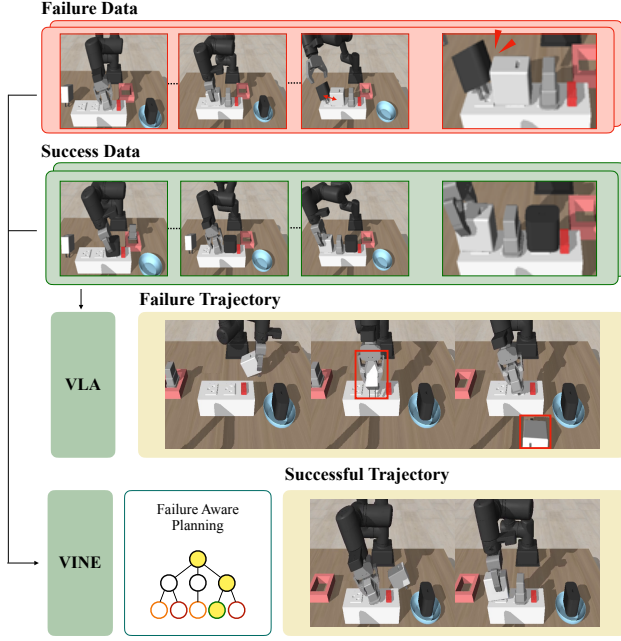 Failure Data
Success Data
Failure Trajectory
VLA
Successful Trajectory
Failure Aware
Planning
VINE